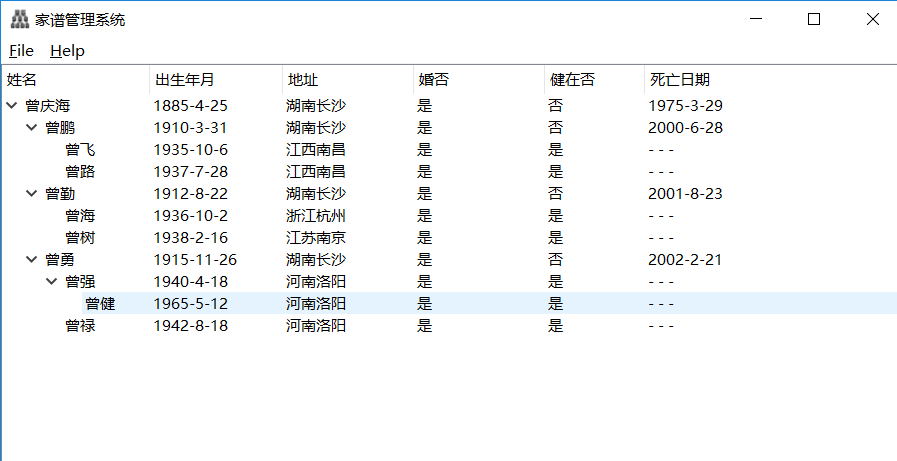 家谱管理系统
File Help
姓名 出生年月 地址 婚否 健在否 死亡日期
曾庆海 1885-4-25 湖南长沙 是 否 1975-3-29
曾鹏 1910-3-31 湖南长沙 是 否 2000-6-28
曾飞 1935-10-6 江西南昌 是 是 - - -
曾路 1937-7-28 江西南昌 是 是 - - -
曾勤 1912-8-22 湖南长沙 是 否 2001-8-23
曾海 1936-10-2 浙江杭州 是 是 - - -
曾树 1938-2-16 江苏南京 是 是 - - -
曾勇 1915-11-26 湖南长沙 是 否 2002-2-21
曾强 1940-4-18 河南洛阳 是 是 - - -
曾健 1965-5-12 河南洛阳 是 是 - - -
曾禄 1942-8-18 河南洛阳 是 是 - - -